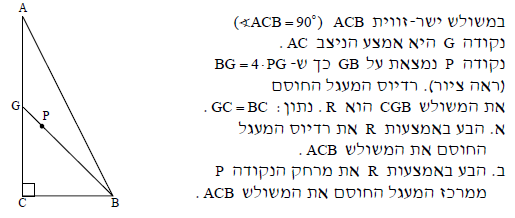 במשולש ישר-זווית ACB (∢ACB = 90°)
נקודה G היא אמצע הניצב AC.
נקודה P נמצאת על GB כך ש- BG = 4·PG
(ראה ציור). רדיוס המעגל החוסם
את המשולש CGB הוא R. נתון: GC = BC.
א. הבע באמצעות R את רדיוס המעגל
החוסם את המשולש ACB.
ב. הבע באמצעות R את מרחק הנקודה P
ממרכז המעגל החוסם את המשולש ACB.
A
G
P
C
B